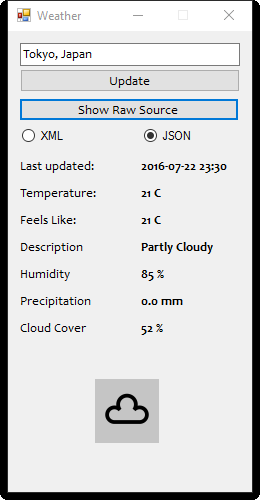 Weather
Tokyo, Japan
Update
Show Raw Source
XML JSON
Last updated: 2016-07-22 23:30
Temperature: 21 C
Feels Like: 21 C
Description Partly Cloudy
Humidity 85 %
Precipitation 0.0 mm
Cloud Cover 52 %